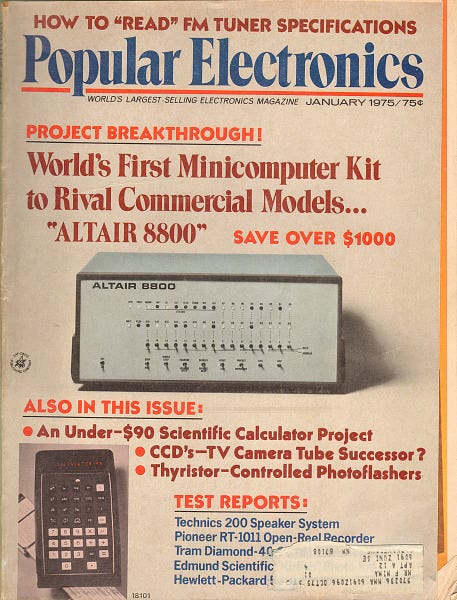 HOW TO "READ" FM TUNER SPECIFICATIONS
Popular Electronics
WORLD'S LARGEST-SELLING ELECTRONICS MAGAZINE JANUARY 1975/75¢
PROJECT BREAKTHROUGH!
World's First Minicomputer Kit
to Rival Commercial Models...
"ALTAIR 8800" SAVE OVER $1000
ALTAIR 8800
ALSO IN THIS ISSUE:
• An Under-$90 Scientific Calculator Project
• CCD's—TV Camera Tube Successor?
• Thyristor-Controlled Photoflashers
TEST REPORTS:
Technics 200 Speaker System
Pioneer RT-1011 Open-Reel Recorder
Tram Diamond-40
Edmund Scientific
Hewlett-Packard 5
18101